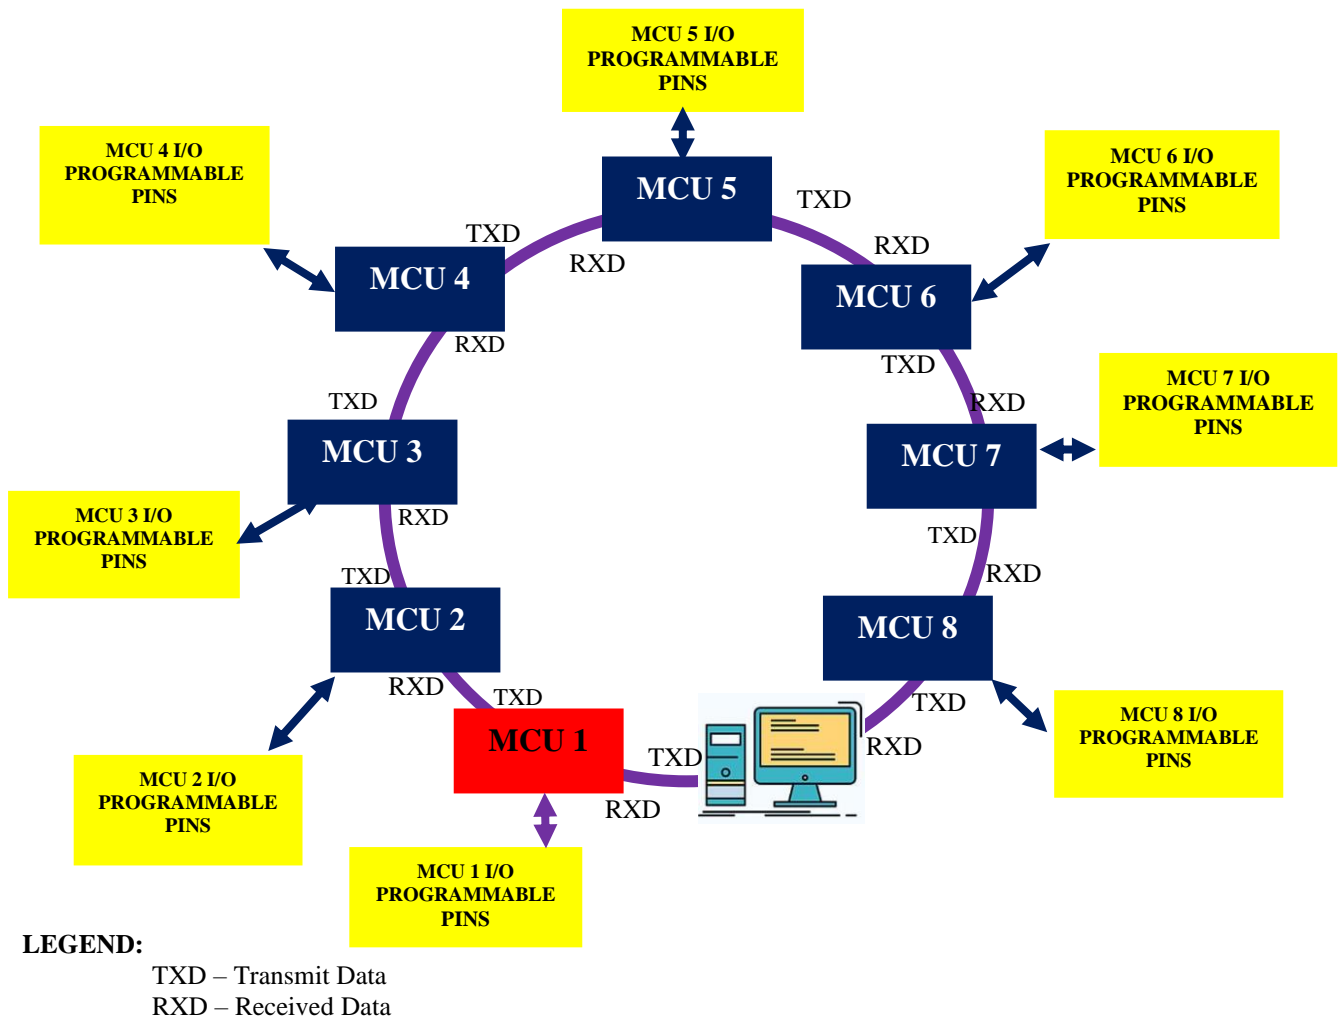 MCU 5 I/O
PROGRAMMABLE
PINS
MCU 4 I/O
PROGRAMMABLE
PINS
MCU 6 I/O
PROGRAMMABLE
PINS
MCU 5
TXD
TXD
RXD
RXD
MCU 4
MCU 6
RXD
TXD
MCU 7 I/O
PROGRAMMABLE
PINS
TXD
RXD
MCU 3
MCU 7
MCU 3 I/O
PROGRAMMABLE
PINS
RXD
TXD
TXD
RXD
MCU 2
MCU 8
RXD
TXD
TXD
MCU 8 I/O
PROGRAMMABLE
PINS
MCU 1
TXD
RXD
MCU 2 I/O
PROGRAMMABLE
PINS
RXD
MCU 1 I/O
PROGRAMMABLE
PINS
LEGEND:
TXD – Transmit Data
RXD – Received Data